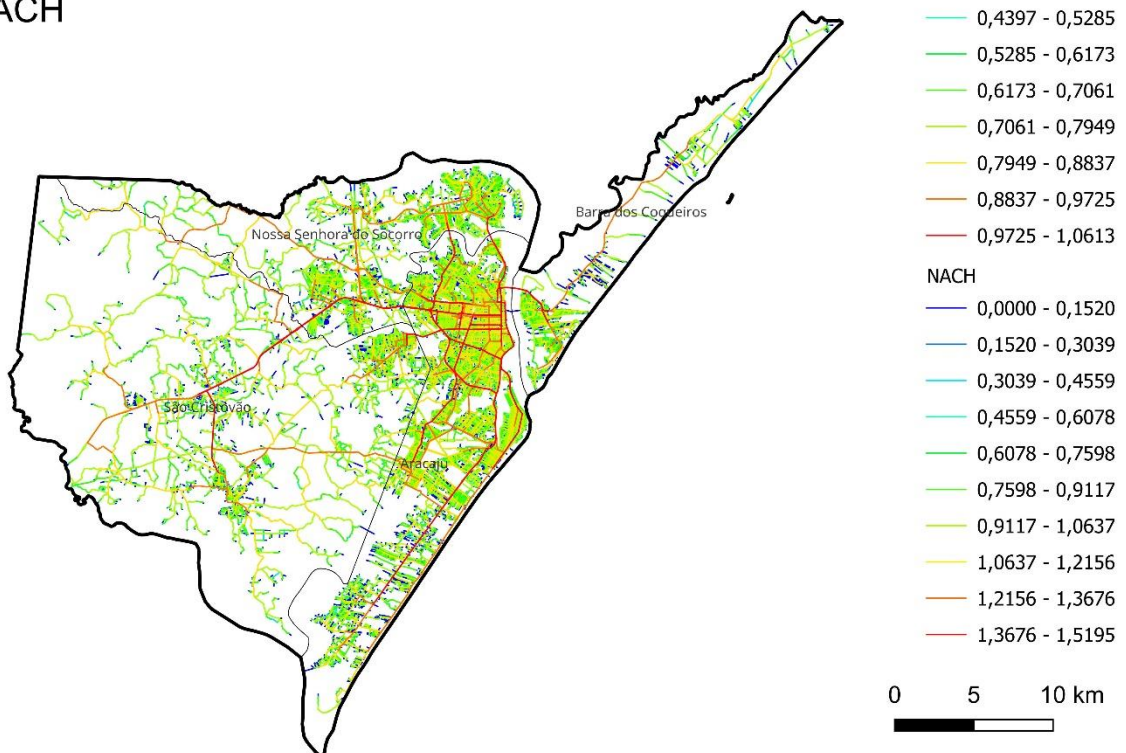 ACH
0,4397 - 0,5285
0,5285 - 0,6173
0,6173 - 0,7061
0,7061 - 0,7949
0,7949 - 0,8837
0,8837 - 0,9725
0,9725 - 1,0613
NACH
0,0000 - 0,1520
0,1520 - 0,3039
0,3039 - 0,4559
0,4559 - 0,6078
0,6078 - 0,7598
0,7598 - 0,9117
0,9117 - 1,0637
1,0637 - 1,2156
1,2156 - 1,3676
1,3676 - 1,5195
Barra dos Coqueiros
Nossa Senhora do Socorro
São Cristóvão
Aracaju
0 5 10 km